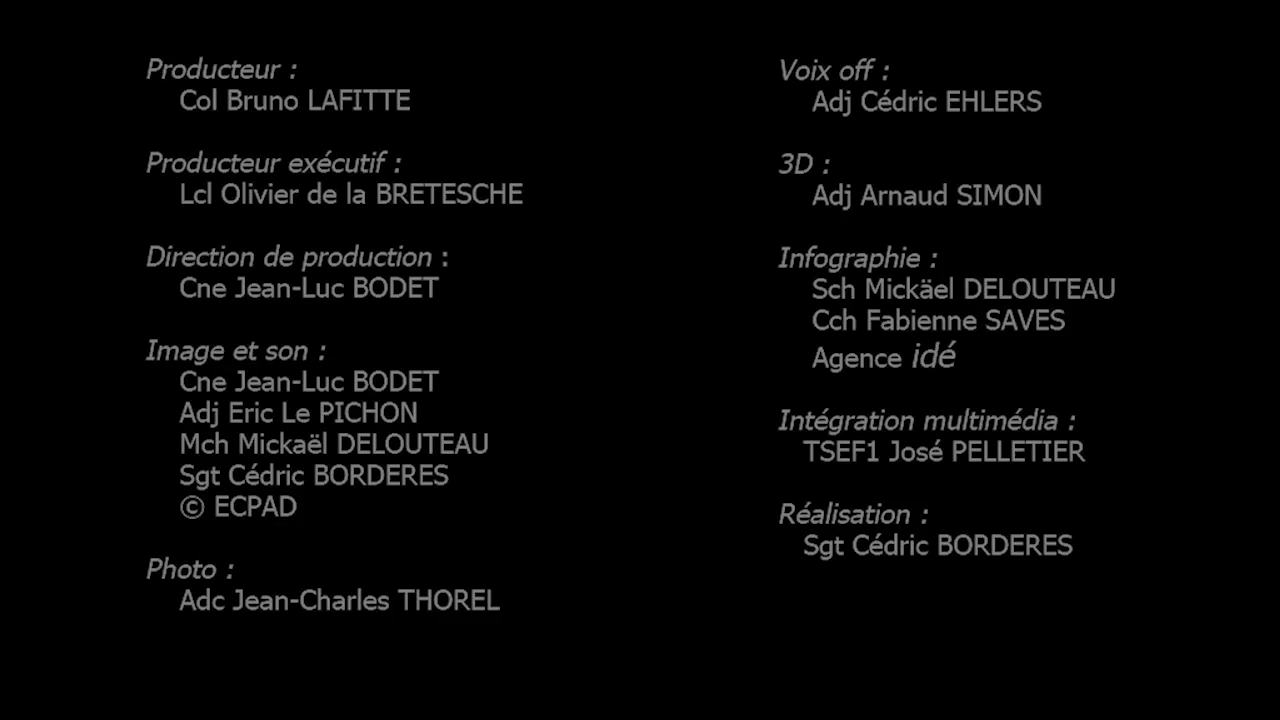 Producteur :
Col Bruno LAFITTE
Producteur exécutif :
Lcl Olivier de la BRETESCHE
Direction de production :
Cne Jean-Luc BODET
Image et son :
Cne Jean-Luc BODET
Adj Eric Le PICHON
Mch Mickaël DELOUTEAU
Sgt Cédric BORDERES
© ECPAD
Photo :
Adc Jean-Charles THOREL
Voix off :
Adj Cédric EHLERS
3D :
Adj Arnaud SIMON
Infographie :
Sch Mickäel DELOUTEAU
Cch Fabienne SAVES
Agence idé
Intégration multimédia :
TSEF1 José PELLETIER
Réalisation :
Sgt Cédric BORDERES